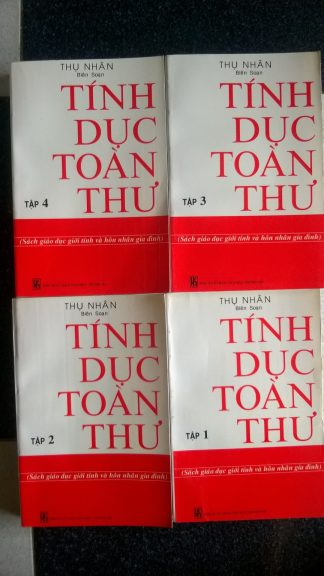 THỤ NHÂN
Biên Soạn
TÍNH
DỤC
TOÀN
THƯ
TẬP 4
(Sách giáo dục giới tính và hôn nhân gia đình)
THỤ NHÂN
Biên Soạn
TÍNH
DỤC
TOÀN
THƯ
TẬP 3
(Sách giáo dục giới tính và hôn nhân gia đình)
THỤ NHÂN
Biên Soạn
TÍNH
DỤC
TOÀN
THƯ
TẬP 2
(Sách giáo dục giới tính và hôn nhân gia đình)
THỤ NHÂN
Biên Soạn
TÍNH
DỤC
TOÀN
THƯ
TẬP 1
(Sách giáo dục giới tính và hôn nhân gia đình)